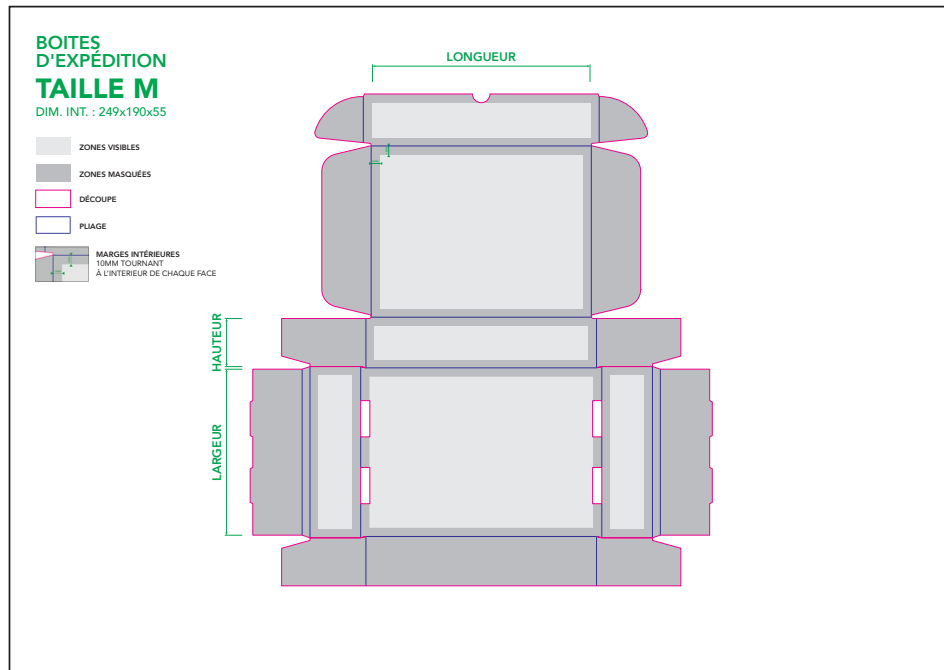 BOITES
D'EXPÉDITION
TAILLE M
DIM. INT. : 249x190x55
ZONES VISIBLES
ZONES MASQUÉES
DÉCOUPE
PLIAGE
MARGES INTÉRIEURES
10MM TOURNANT
À L'INTERIEUR DE CHAQUE FACE
LONGUEUR
HAUTEUR
LARGEUR